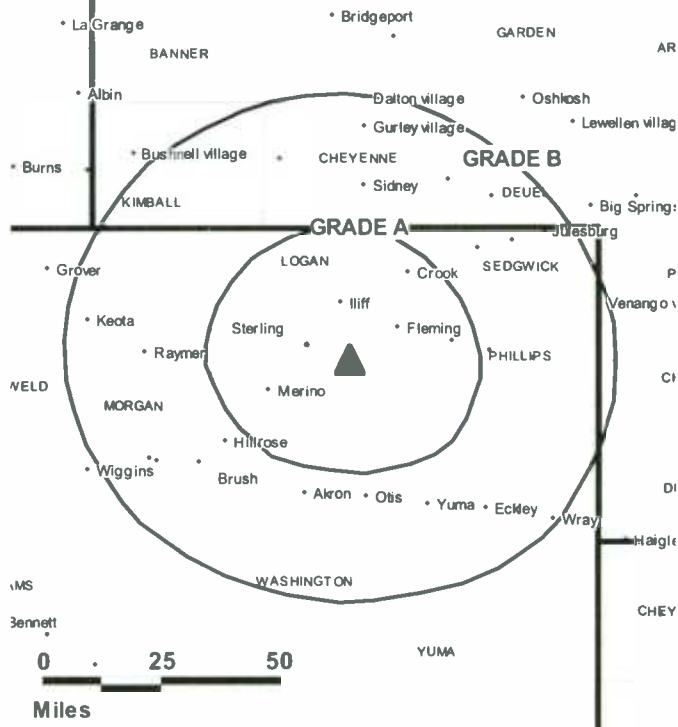 Bridgeport
La Grange
GARDEN
BANNER
AR
Albin
Dalton village
Oshkosh
Gurley village
Lewellen villag
CHEYENNE
GRADE B
Bushnell village
Burns
Sidney
DEUEL
KIMBALL
Big Springs
GRADE A
Julesburg
LOGAN
SEDGWICK
Grover
Crook
P
Iliff
Venango v
Keota
Sterling
Fleming
Raymer
PHILLIPS
WELD
Merino
CH
MORGAN
Hillrose
Wiggins
Brush
Akron
Otis
Yuma
Eckley
DU
Wray
Haigle
WASHINGTON
AMS
CHEY
Bennett
YUMA
0 25 50
Miles